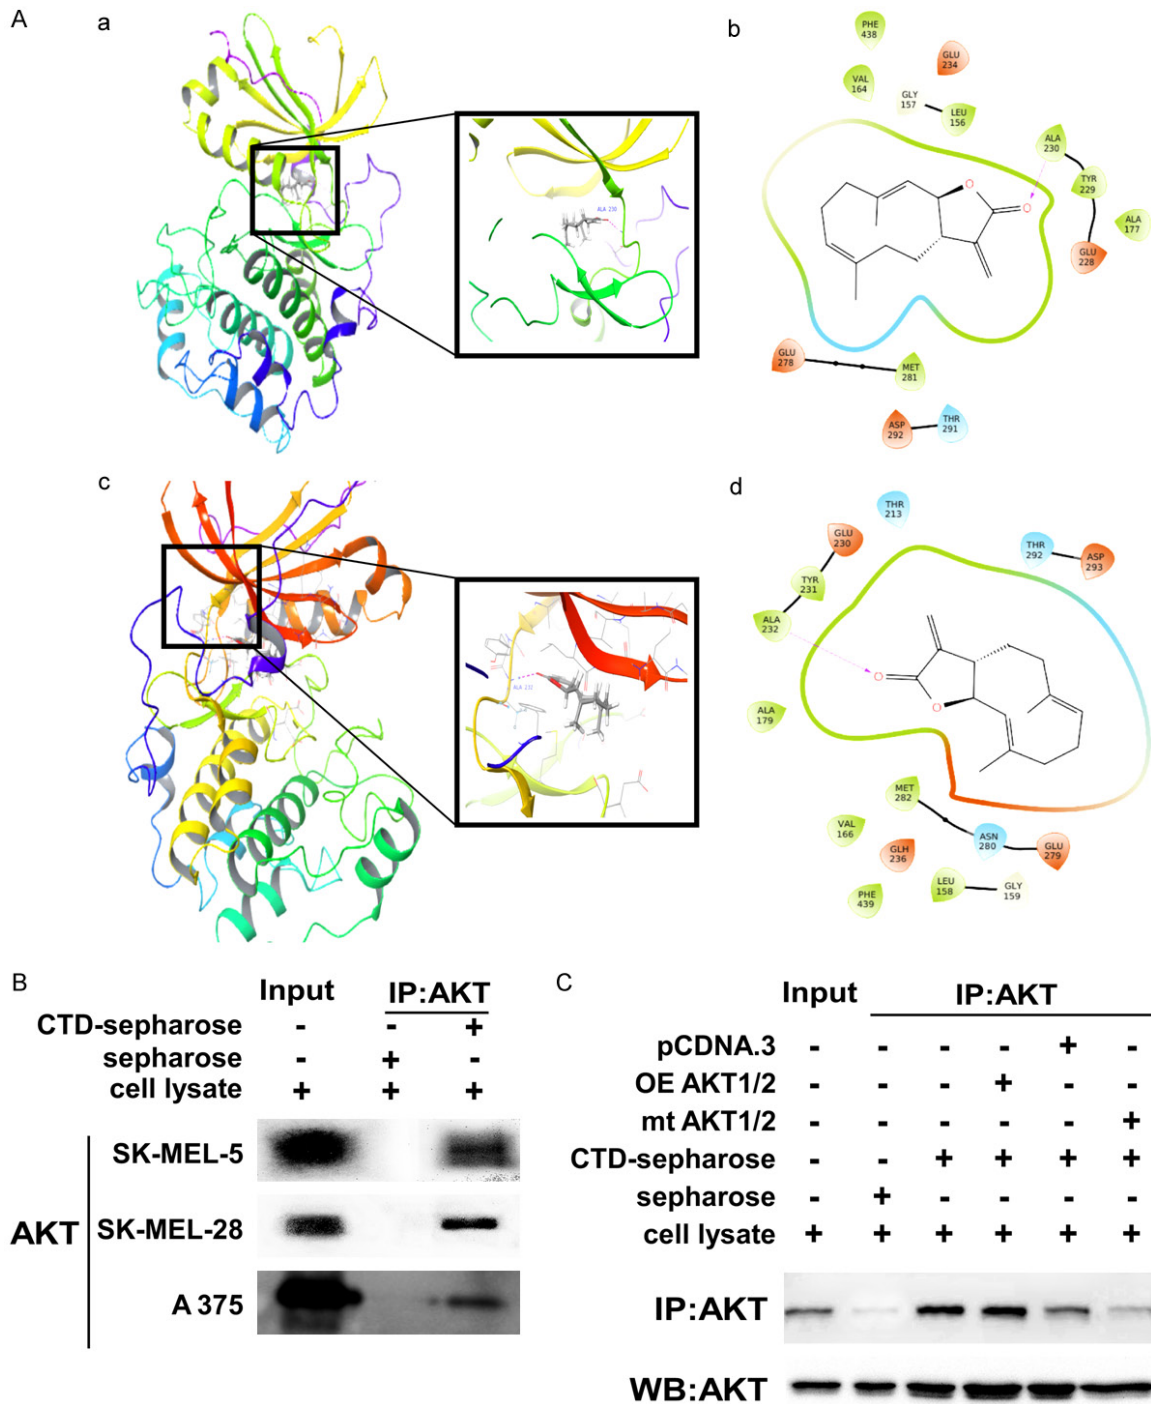 A
a
ALA 230
b
PHE
438
GLU
234
VAL
164
GLY
157
LEU
156
ALA
230
TYR
229
ALA
177
GLU
228
O
O
GLU
278
MET
281
ASP
292
THR
291
c
ALA 232
d
THR
213
GLU
230
THR
292
ASP
293
TYR
231
ALA
232
O
O
ALA
179
MET
282
VAL
166
ASN
280
GLU
279
GLH
236
LEU
158
GLY
159
PHE
439
B
Input IP:AKT
CTD-sepharose - - +
sepharose - + -
cell lysate + + +
SK-MEL-5
AKT SK-MEL-28
A 375
C
Input IP:AKT
pCDNA.3 - - - - + -
OE AKT1/2 - - - + - -
mt AKT1/2 - - - - - +
CTD-sepharose - - + + + +
sepharose - + - - - -
cell lysate + + + + + +
IP:AKT
WB:AKT